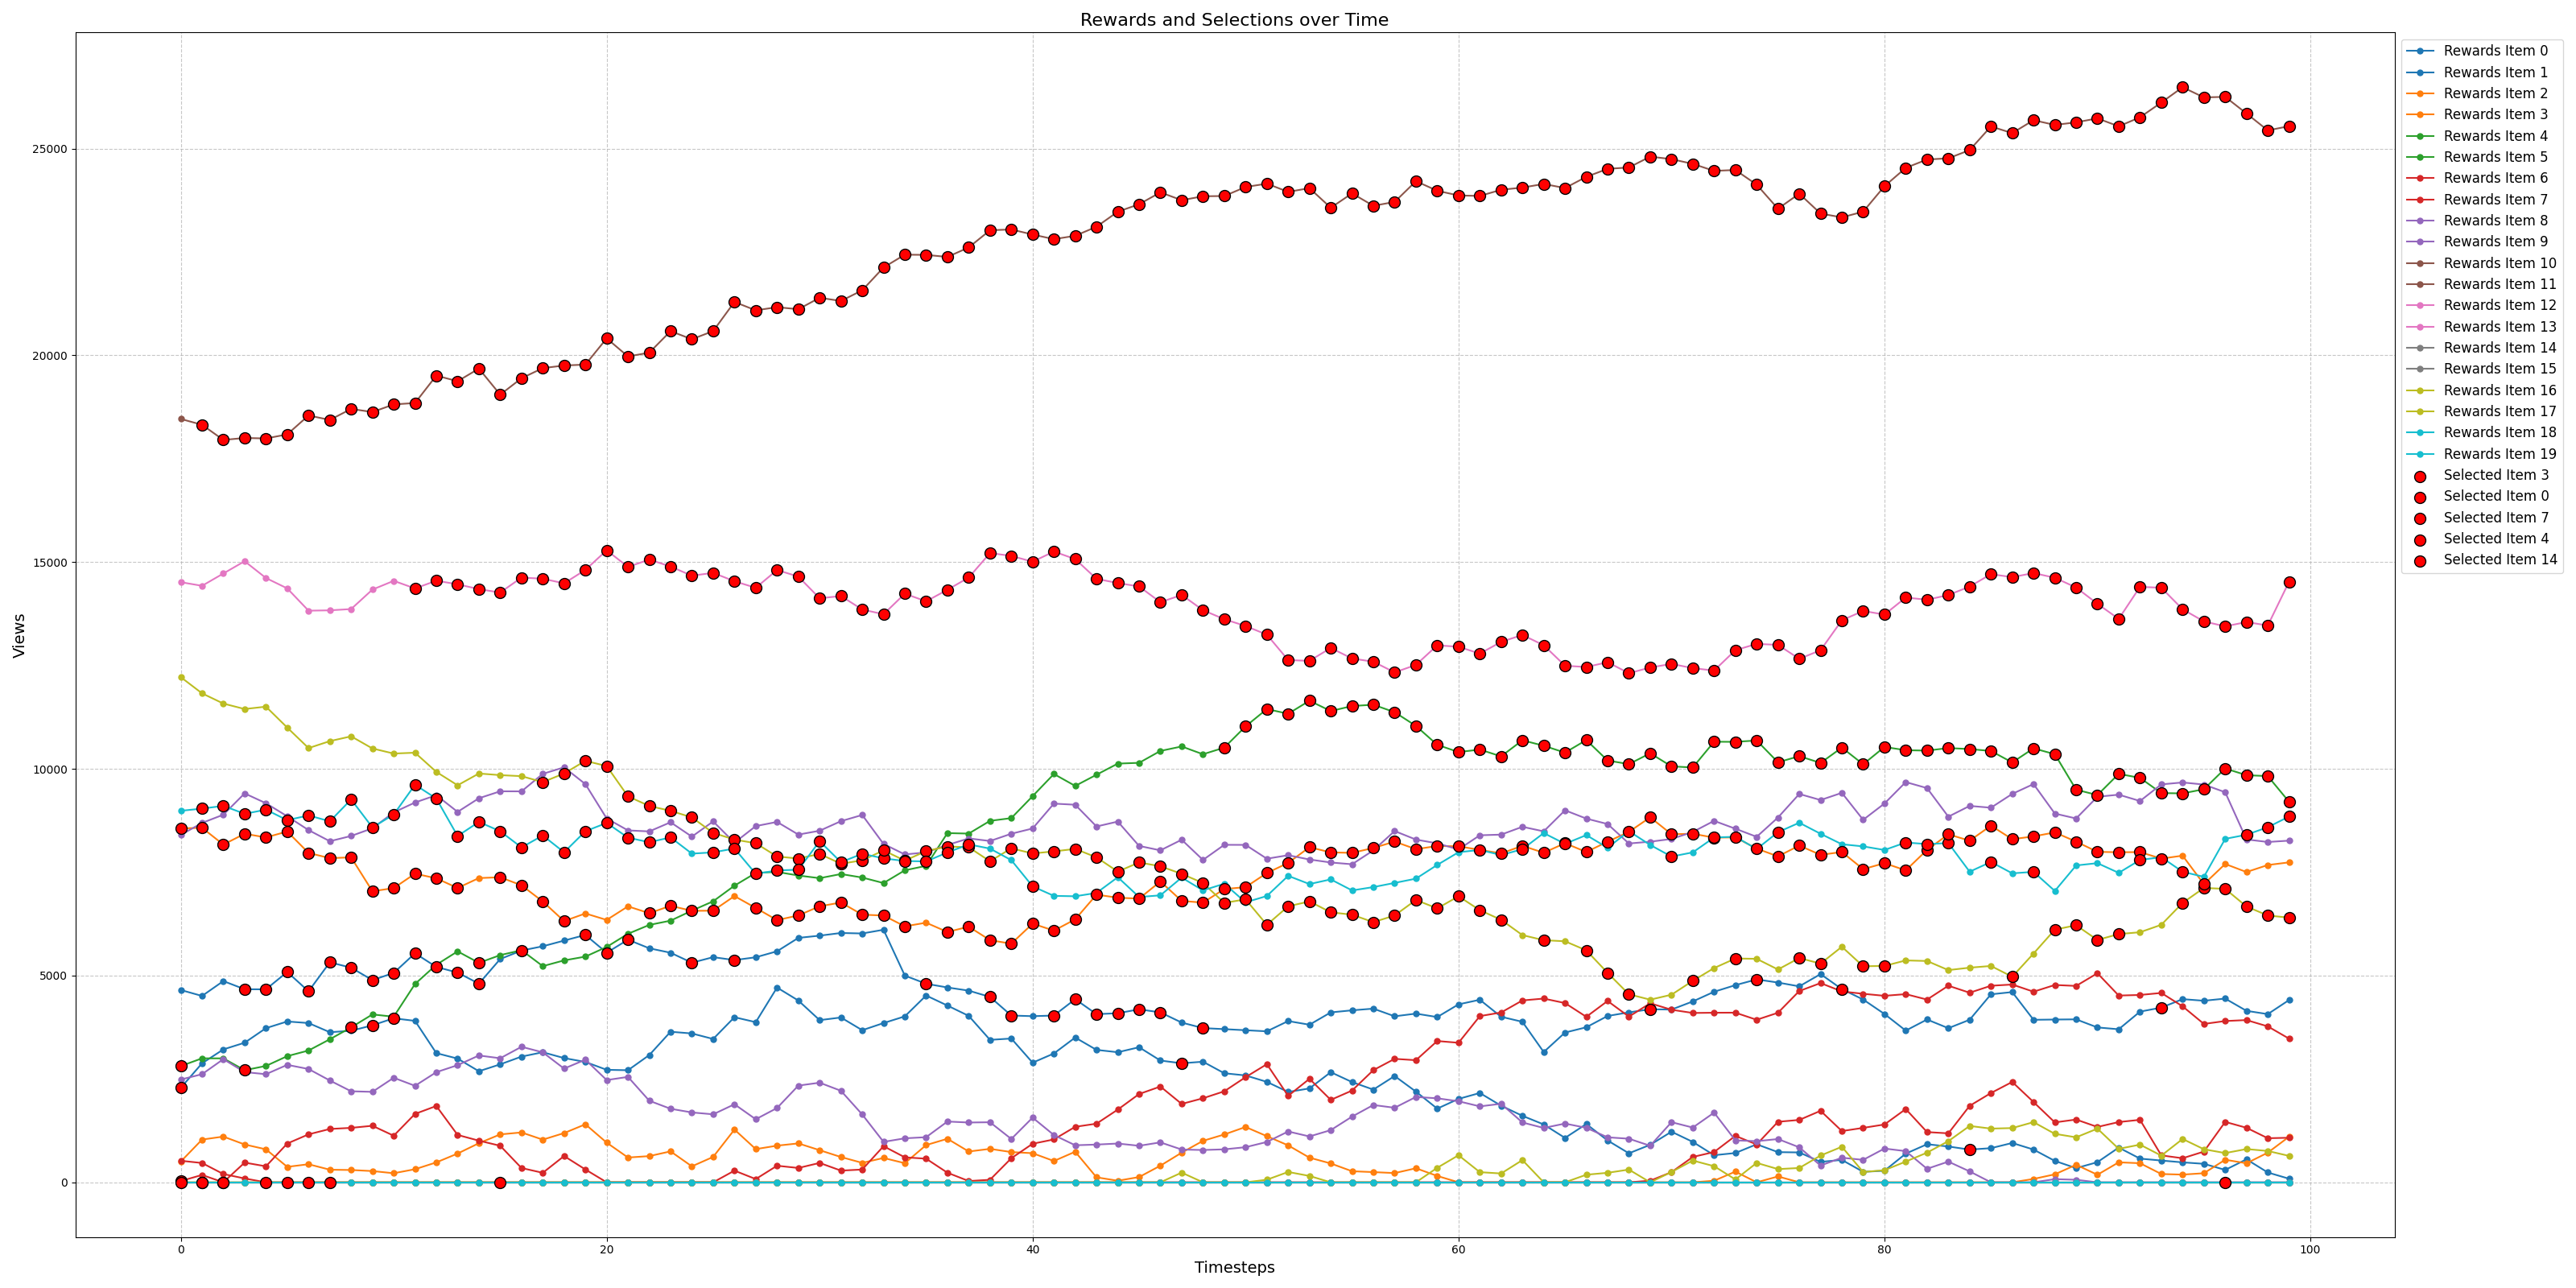 Rewards and Selections over Time
Views
25000
20000
15000
10000
5000
0
0
20
40
60
80
100
Timesteps
Rewards Item 0
Rewards Item 1
Rewards Item 2
Rewards Item 3
Rewards Item 4
Rewards Item 5
Rewards Item 6
Rewards Item 7
Rewards Item 8
Rewards Item 9
Rewards Item 10
Rewards Item 11
Rewards Item 12
Rewards Item 13
Rewards Item 14
Rewards Item 15
Rewards Item 16
Rewards Item 17
Rewards Item 18
Rewards Item 19
Selected Item 3
Selected Item 0
Selected Item 7
Selected Item 4
Selected Item 14